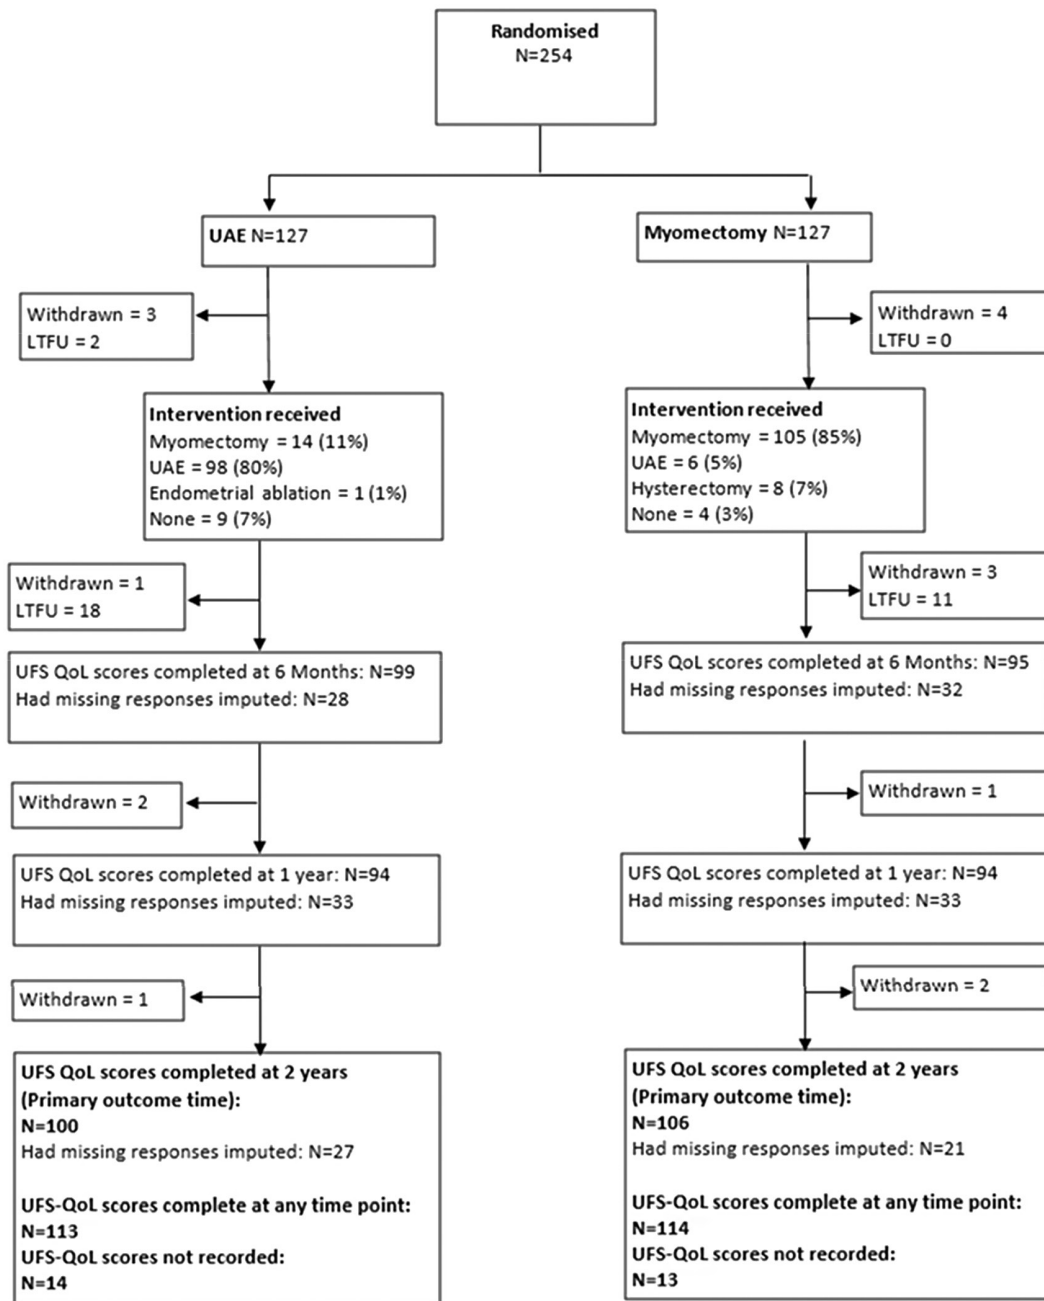 Randomised
N=254
UAE N=127
Myomectomy N=127
Withdrawn = 3
LTFU = 2
Withdrawn = 4
LTFU = 0
Intervention received
Myomectomy = 14 (11%)
UAE = 98 (80%)
Endometrial ablation = 1 (1%)
None = 9 (7%)
Intervention received
Myomectomy = 105 (85%)
UAE = 6 (5%)
Hysterectomy = 8 (7%)
None = 4 (3%)
Withdrawn = 1
LTFU = 18
Withdrawn = 3
LTFU = 11
UFS QoL scores completed at 6 Months: N=99
Had missing responses imputed: N=28
UFS QoL scores completed at 6 Months: N=95
Had missing responses imputed: N=32
Withdrawn = 2
Withdrawn = 1
UFS QoL scores completed at 1 year: N=94
Had missing responses imputed: N=33
UFS QoL scores completed at 1 year: N=94
Had missing responses imputed: N=33
Withdrawn = 1
Withdrawn = 2
UFS QoL scores completed at 2 years
(Primary outcome time):
N=100
Had missing responses imputed: N=27
UFS-QoL scores complete at any time point:
N=113
UFS-QoL scores not recorded:
N=14
UFS QoL scores completed at 2 years
(Primary outcome time):
N=106
Had missing responses imputed: N=21
UFS-QoL scores complete at any time point:
N=114
UFS-QoL scores not recorded:
N=13